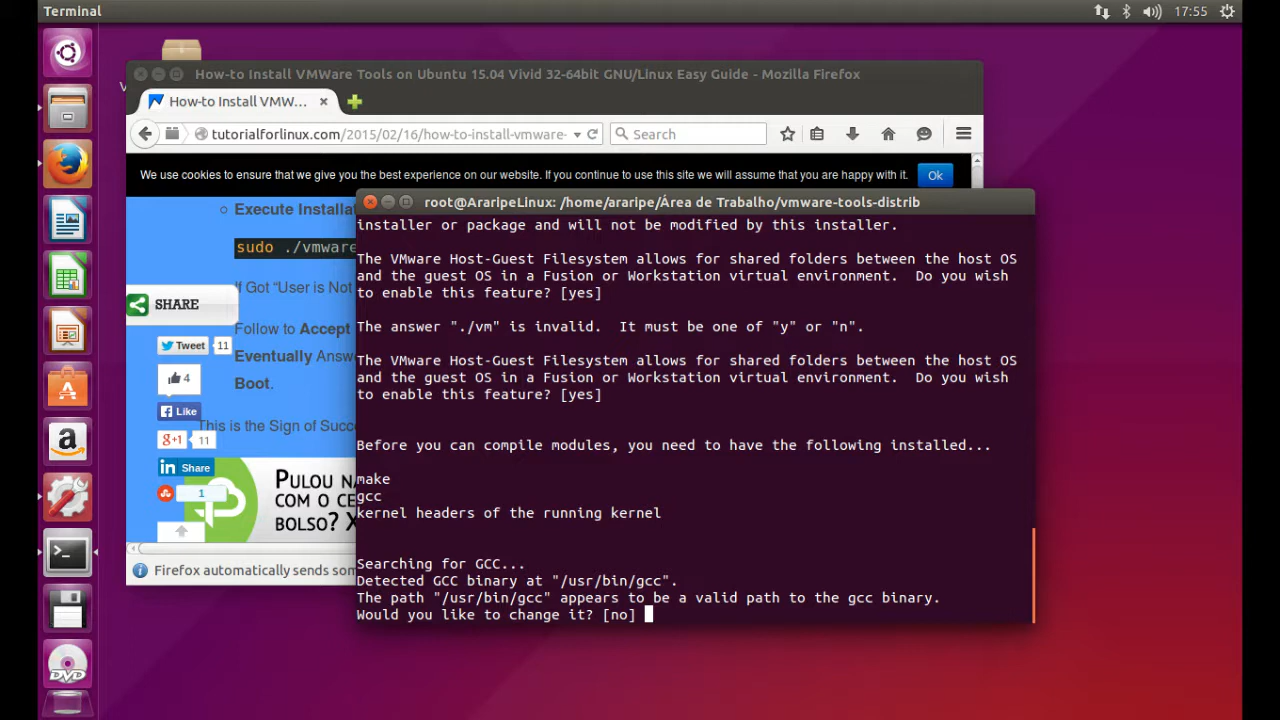 Terminal
17:55
How-to Install VMWare Tools on Ubuntu 15.04 Vivid 32-64bit GNU/Linux Easy Guide - Mozilla Firefox
How-to Install VMW...
tutorialforlinux.com/2015/02/16/how-to-install-vmware-
Search
We use cookies to ensure that we give you the best experience on our website. If you continue to use this site we will assume that you are happy with it.
Ok
Execute Installat
sudo ./vmware
If Got "User is Not
SHARE
Follow to Accept
Tweet 11
Eventually Answ
4
Boot.
Like
This is the Sign of Succ
g+1 11
in Share
1
PULOU NA
COM O CE
BOLSO? X
Firefox automatically sends som
root@AraripeLinux: /home/araripe/Área de Trabalho/vmware-tools-distrib
installer or package and will not be modified by this installer.
The VMware Host-Guest Filesystem allows for shared folders between the host OS
and the guest OS in a Fusion or Workstation virtual environment.  Do you wish
to enable this feature? [yes]
The answer "./vm" is invalid.  It must be one of "y" or "n".
The VMware Host-Guest Filesystem allows for shared folders between the host OS
and the guest OS in a Fusion or Workstation virtual environment.  Do you wish
to enable this feature? [yes]
Before you can compile modules, you need to have the following installed...
make
gcc
kernel headers of the running kernel
Searching for GCC...
Detected GCC binary at "/usr/bin/gcc".
The path "/usr/bin/gcc" appears to be a valid path to the gcc binary.
Would you like to change it? [no]
DVD